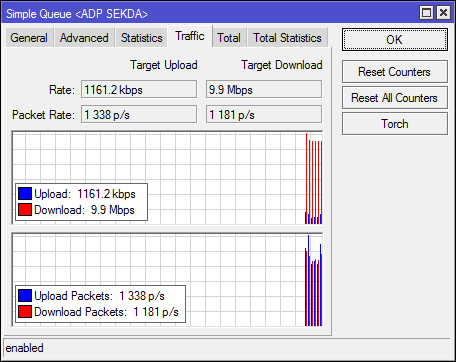 Simple Queue <ADP SEKDA>
General Advanced Statistics Traffic Total Total Statistics
OK
Target Upload Target Download
Reset Counters
Rate: 1161.2 kbps 9.9 Mbps
Reset All Counters
Packet Rate: 1 338 p/s 1 181 p/s
Torch
Upload: 1161.2 kbps
Download: 9.9 Mbps
Upload Packets: 1 338 p/s
Download Packets: 1 181 p/s
enabled